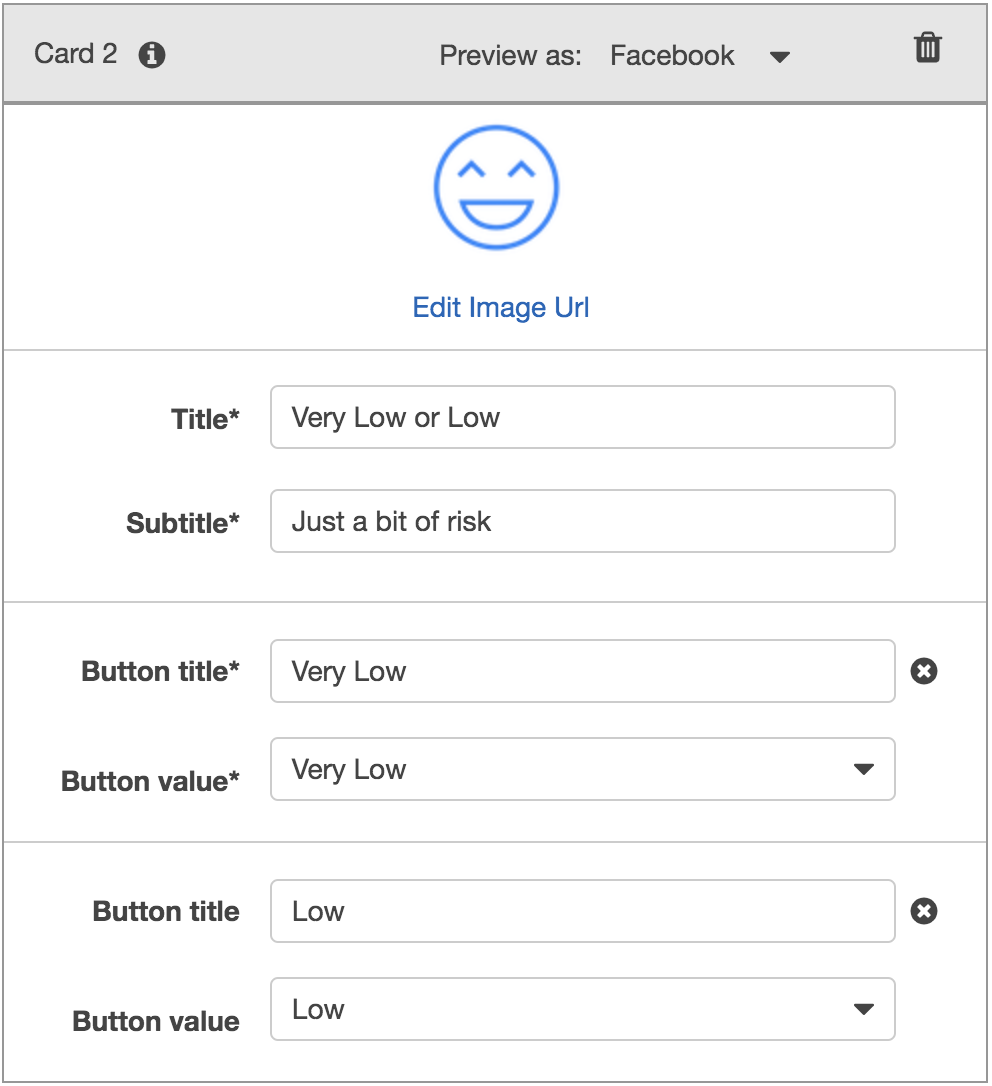 Card 2 Preview as: Facebook
Edit Image Url
Title* Very Low or Low
Subtitle* Just a bit of risk
Button title* Very Low
Button value* Very Low
Button title Low
Button value Low